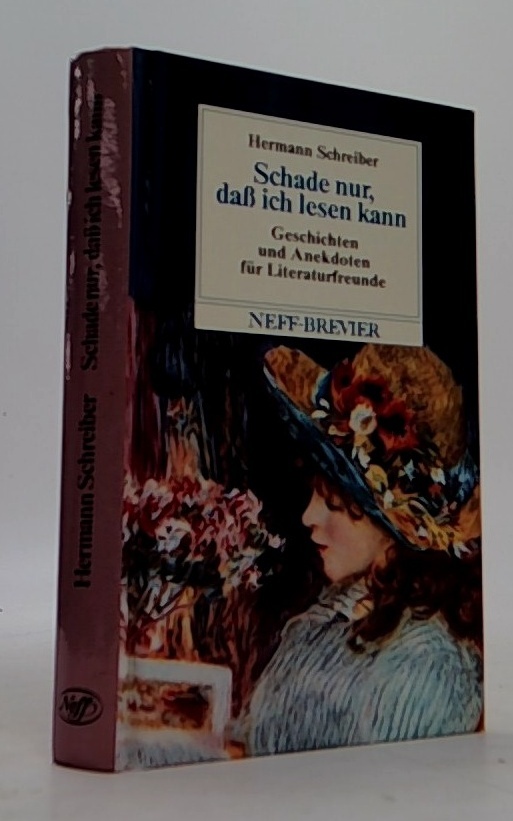 Hermann Schreiber
Schade nur,
daß ich lesen kann
Geschichten
und Anekdoten
für Literaturfreunde
NEFF-BREVIER
Hermann Schreiber Schade nur, daß ich lesen kann
Neff